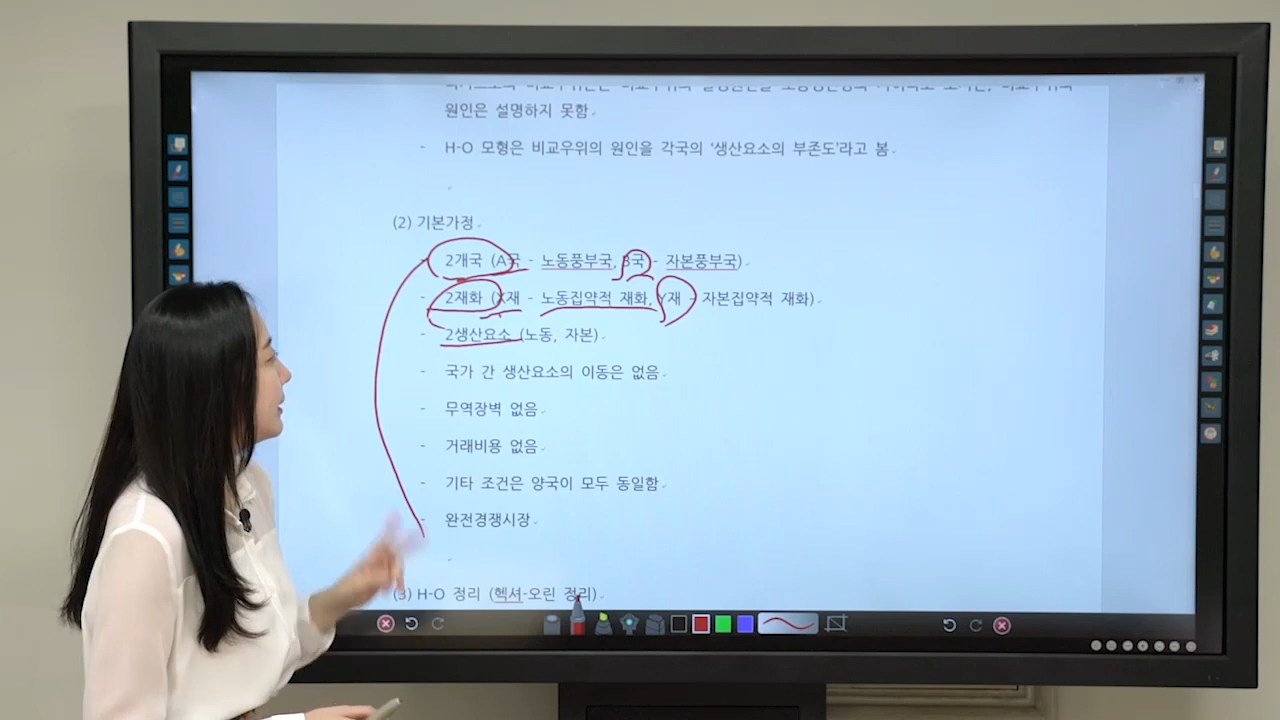 원인은 설명하지 못함
- H-O 모형은 비교우위의 원인을 각국의 '생산요소의 부존도'라고 봄
(2) 기본가정
- 2개국 (A국 - 노동풍부국, B국 - 자본풍부국)
- 2재화 (X재 - 노동집약적 재화, Y재 - 자본집약적 재화)
- 2생산요소 (노동, 자본)
- 국가 간 생산요소의 이동은 없음
- 무역장벽 없음
- 거래비용 없음
- 기타 조건은 양국이 모두 동일함
- 완전경쟁시장
(3) H-O 정리 (헥셔-오린 정리)